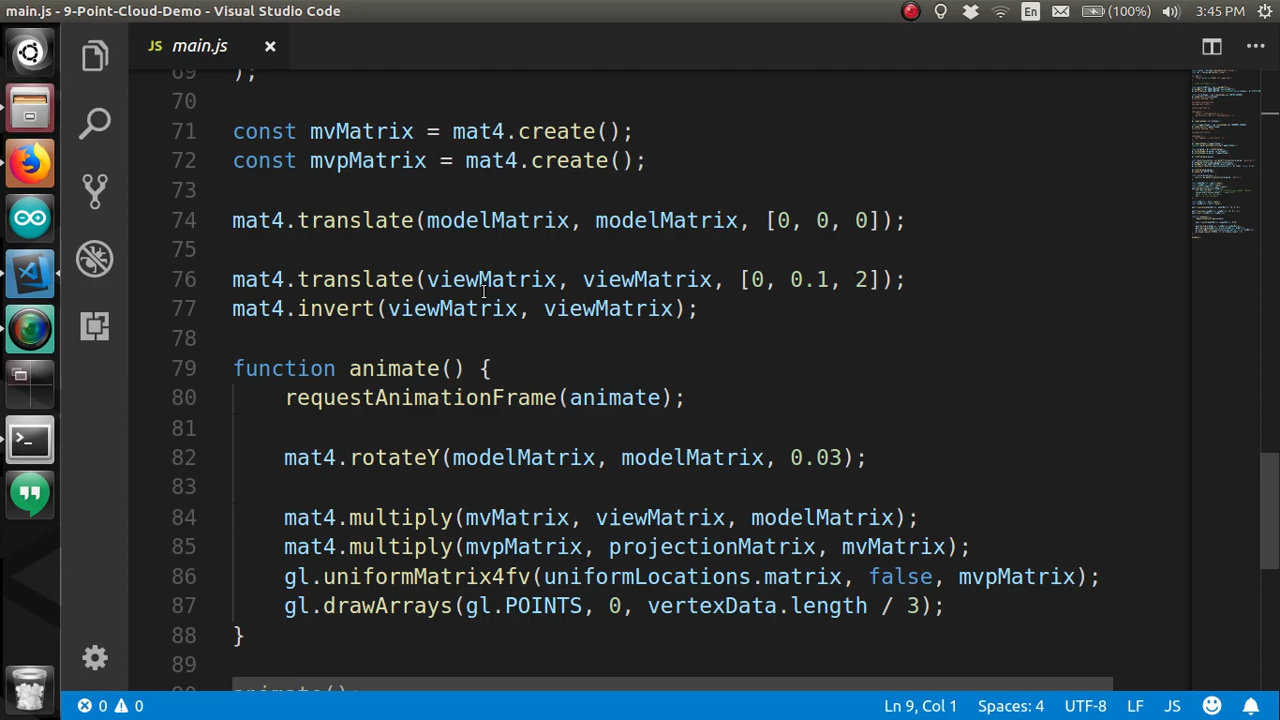 main.js - 9-Point-Cloud-Demo - Visual Studio Code
En
(100%)
3:45 PM
JS main.js
69 );
70
71 const mvMatrix = mat4.create();
72 const mvpMatrix = mat4.create();
73
74 mat4.translate(modelMatrix, modelMatrix, [0, 0, 0]);
75
76 mat4.translate(viewMatrix, viewMatrix, [0, 0.1, 2]);
77 mat4.invert(viewMatrix, viewMatrix);
78
79 function animate() {
80 requestAnimationFrame(animate);
81
82 mat4.rotateY(modelMatrix, modelMatrix, 0.03);
83
84 mat4.multiply(mvMatrix, viewMatrix, modelMatrix);
85 mat4.multiply(mvpMatrix, projectionMatrix, mvMatrix);
86 gl.uniformMatrix4fv(uniformLocations.matrix, false, mvpMatrix);
87 gl.drawArrays(gl.POINTS, 0, vertexData.length / 3);
88 }
89
90 animate();
0 0
Ln 9, Col 1 Spaces: 4 UTF-8 LF JS